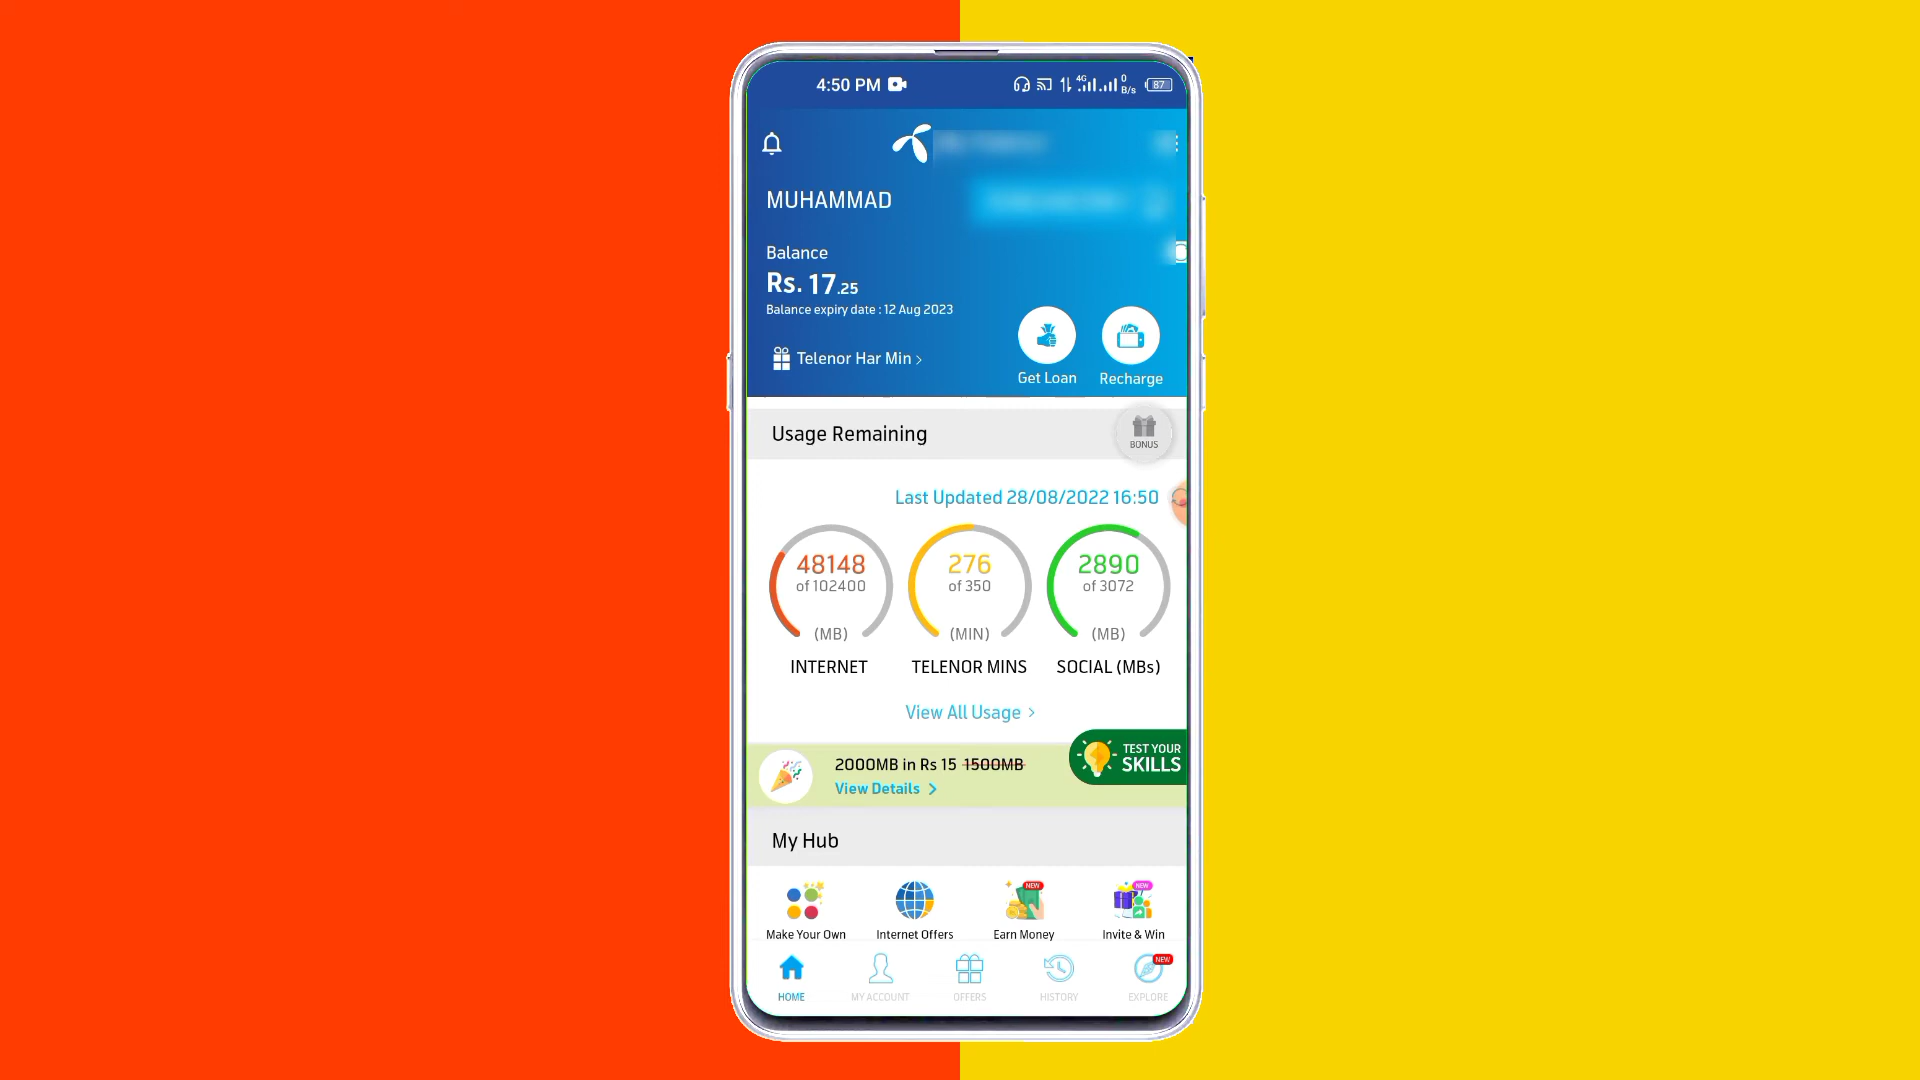 4:50 PM
4G
0
B/s
87
MUHAMMAD
Balance
Rs. 17.25
Balance expiry date : 12 Aug 2023
Telenor Har Min >
Get Loan
Recharge
Usage Remaining
BONUS
Last Updated 28/08/2022 16:50
48148
of 102400
(MB)
INTERNET
276
of 350
(MIN)
TELENOR MINS
2890
of 3072
(MB)
SOCIAL (MBs)
View All Usage >
2000MB in Rs 15 1500MB
View Details >
TEST YOUR
SKILLS
My Hub
Make Your Own
Internet Offers
NEW
Earn Money
NEW
Invite & Win
HOME
MY ACCOUNT
OFFERS
HISTORY
NEW
EXPLORE